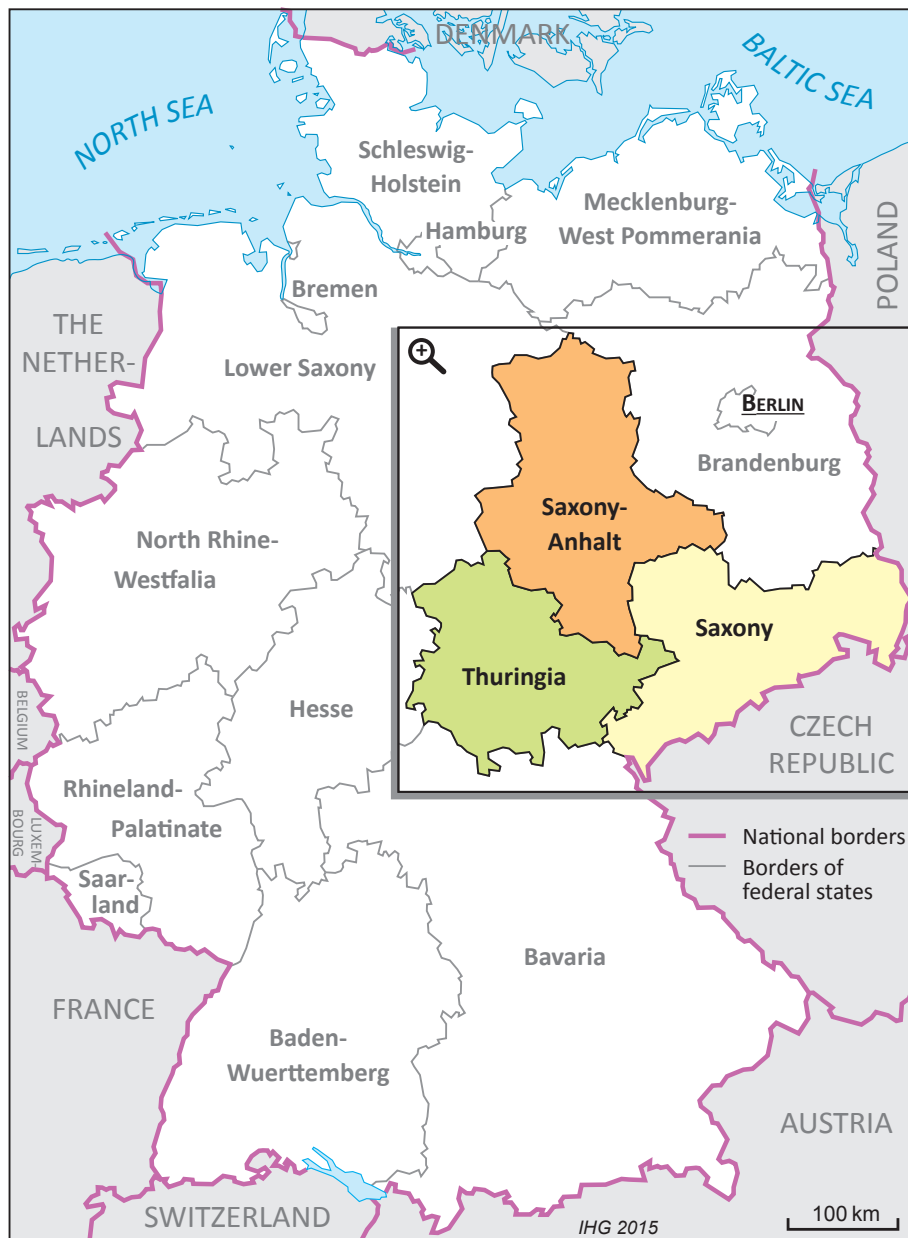 DENMARK
BALTIC SEA
NORTH SEA
Schleswig-
Holstein
Mecklenburg-
West Pommerania
Hamburg
POLAND
Bremen
THE
NETHER-
LANDS
Lower Saxony
BERLIN
Brandenburg
Saxony-
Anhalt
North Rhine-
Westfalia
Saxony
Thuringia
Hesse
BELGIUM
CZECH
REPUBLIC
Rhineland-
Palatinate
LUXEM-
BOURG
National borders
Borders of
federal states
Saar-
land
Bavaria
FRANCE
Baden-
Wuerttemberg
AUSTRIA
SWITZERLAND
IHG 2015
100 km